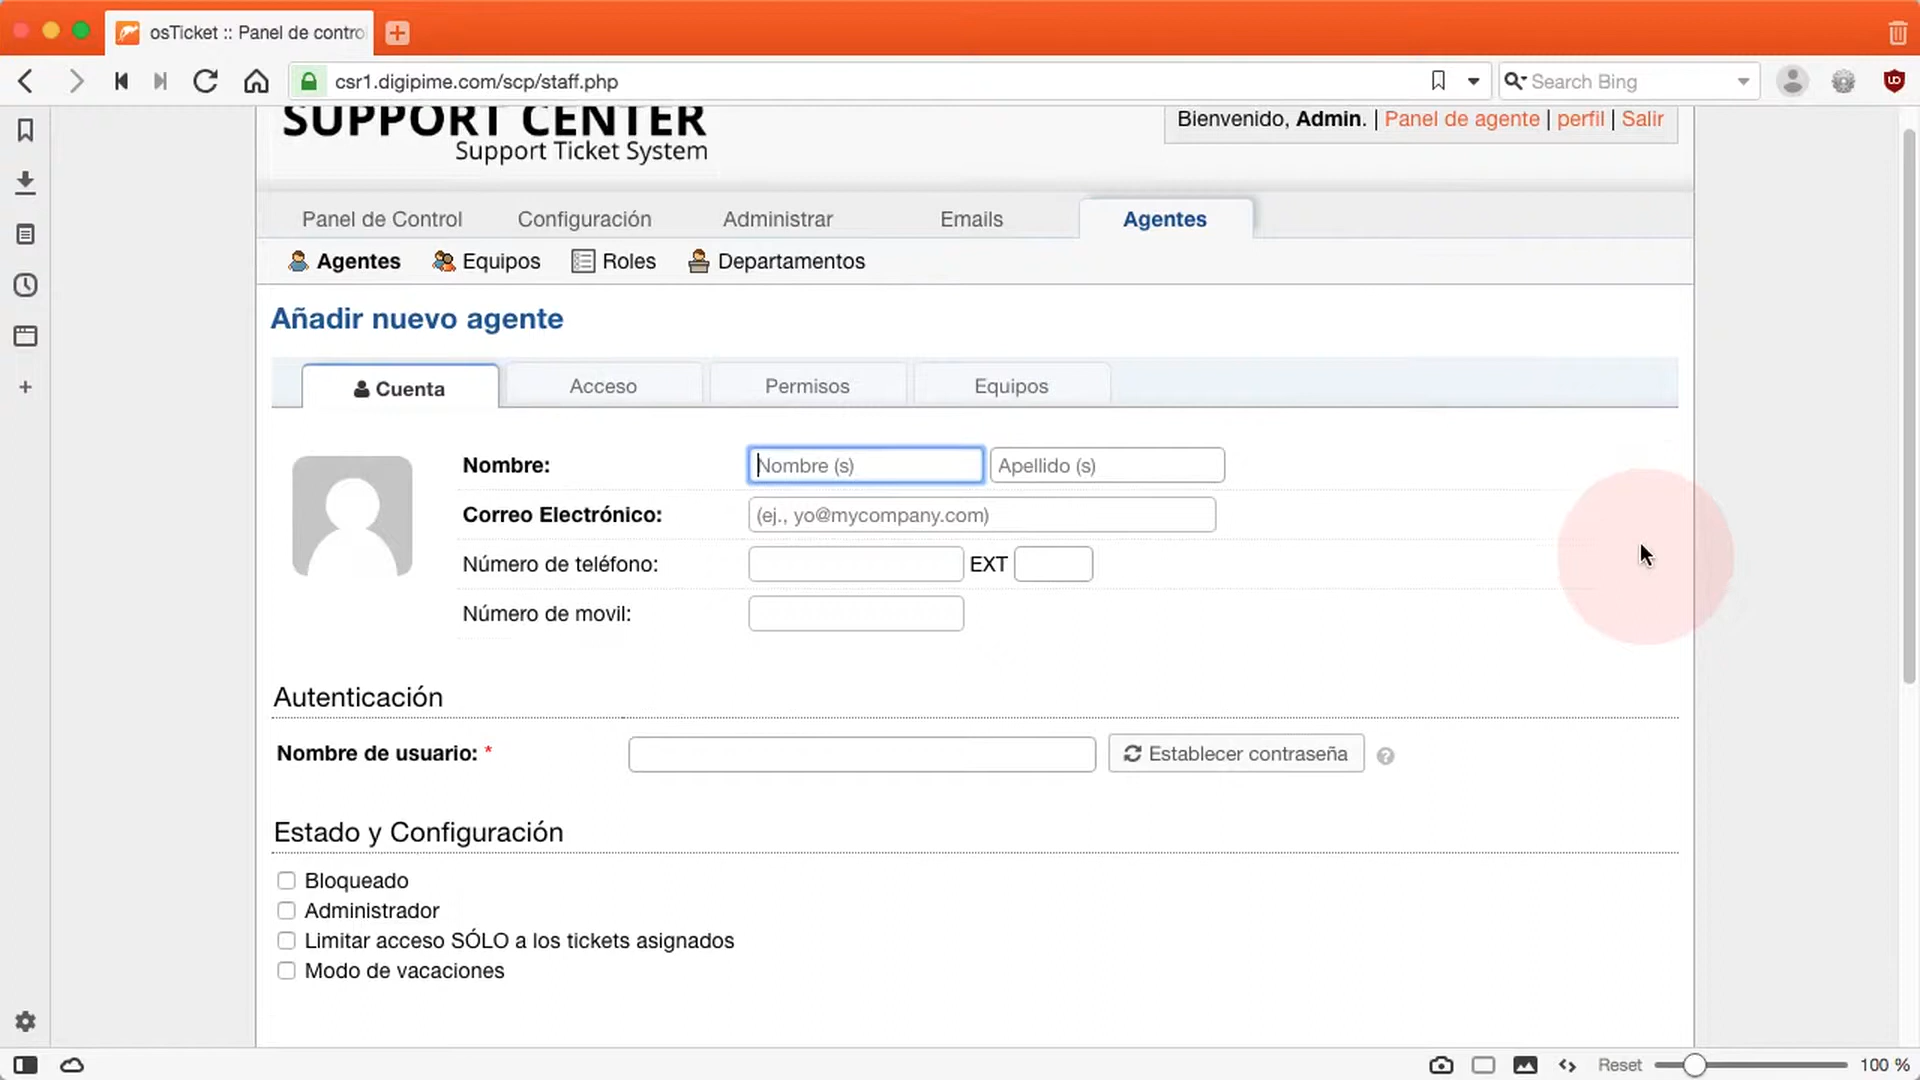 osTicket :: Panel de contro
csr1.digipime.com/scp/staff.php
Search Bing
SUPPORT CENTER
Support Ticket System
Bienvenido, Admin. | Panel de agente | perfil | Salir
Panel de Control
Configuración
Administrar
Emails
Agentes
Agentes
Equipos
Roles
Departamentos
Añadir nuevo agente
Cuenta
Acceso
Permisos
Equipos
Nombre:
Nombre (s)
Apellido (s)
Correo Electrónico:
(ej., yo@mycompany.com)
Número de teléfono:
EXT
Número de movil:
Autenticación
Nombre de usuario: *
Establecer contraseña
?
Estado y Configuración
Bloqueado
Administrador
Limitar acceso SÓLO a los tickets asignados
Modo de vacaciones
Reset
100 %